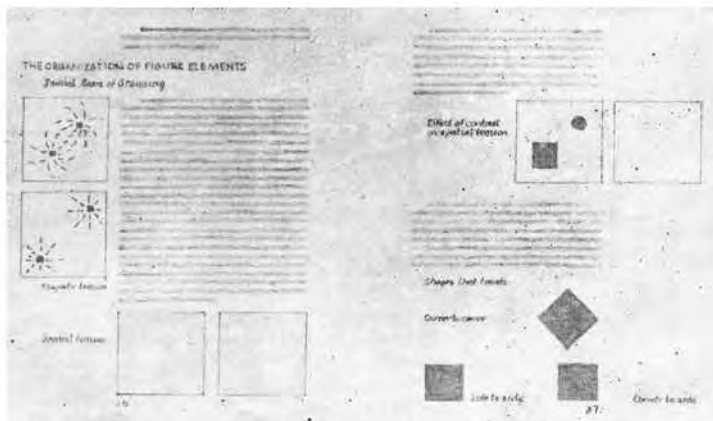 THE ORGANIZATION OF FIGURE ELEMENTS
Spatial Basis of Grouping
Magnetic tension
Spatial tension
36
Effect of contrast
on spatial tension
Shapes that touch
Corner to corner
Side to side
Corner to side
37